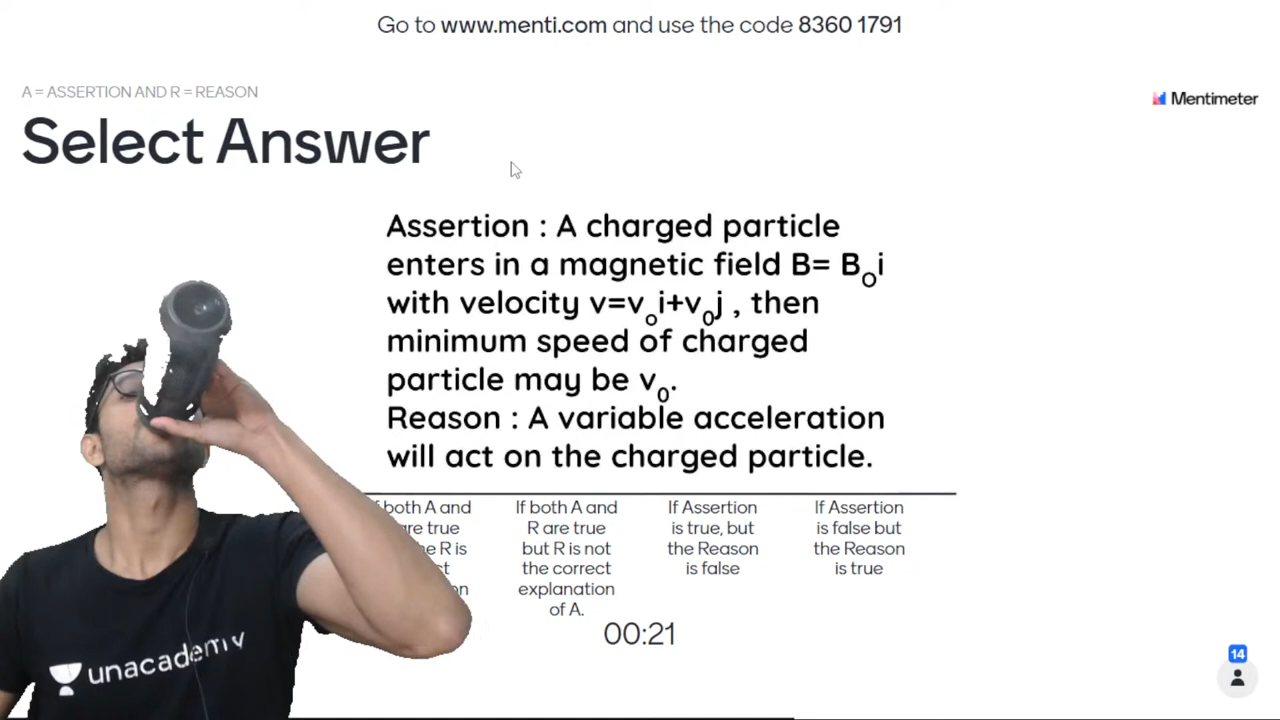 Go to www.menti.com and use the code 8360 1791
A = ASSERTION AND R = REASON
Mentimeter
Select Answer
Assertion : A charged particle
enters in a magnetic field B= B₀i
with velocity v=v₀i+v₀j , then
minimum speed of charged
particle may be v₀.
Reason : A variable acceleration
will act on the charged particle.
both A and
are true
R is
If both A and
R are true
but R is not
the correct
explanation
of A.
If Assertion
is true, but
the Reason
is false
If Assertion
is false but
the Reason
is true
00:21
unacademy
14